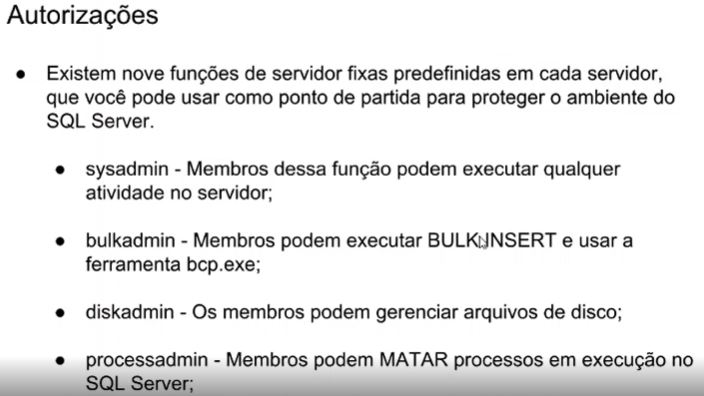 Autorizações
● Existem nove funções de servidor fixas predefinidas em cada servidor,
que você pode usar como ponto de partida para proteger o ambiente do
SQL Server.
● sysadmin - Membros dessa função podem executar qualquer
atividade no servidor;
● bulkadmin - Membros podem executar BULK INSERT e usar a
ferramenta bcp.exe;
● diskadmin - Os membros podem gerenciar arquivos de disco;
● processadmin - Membros podem MATAR processos em execução no
SQL Server;